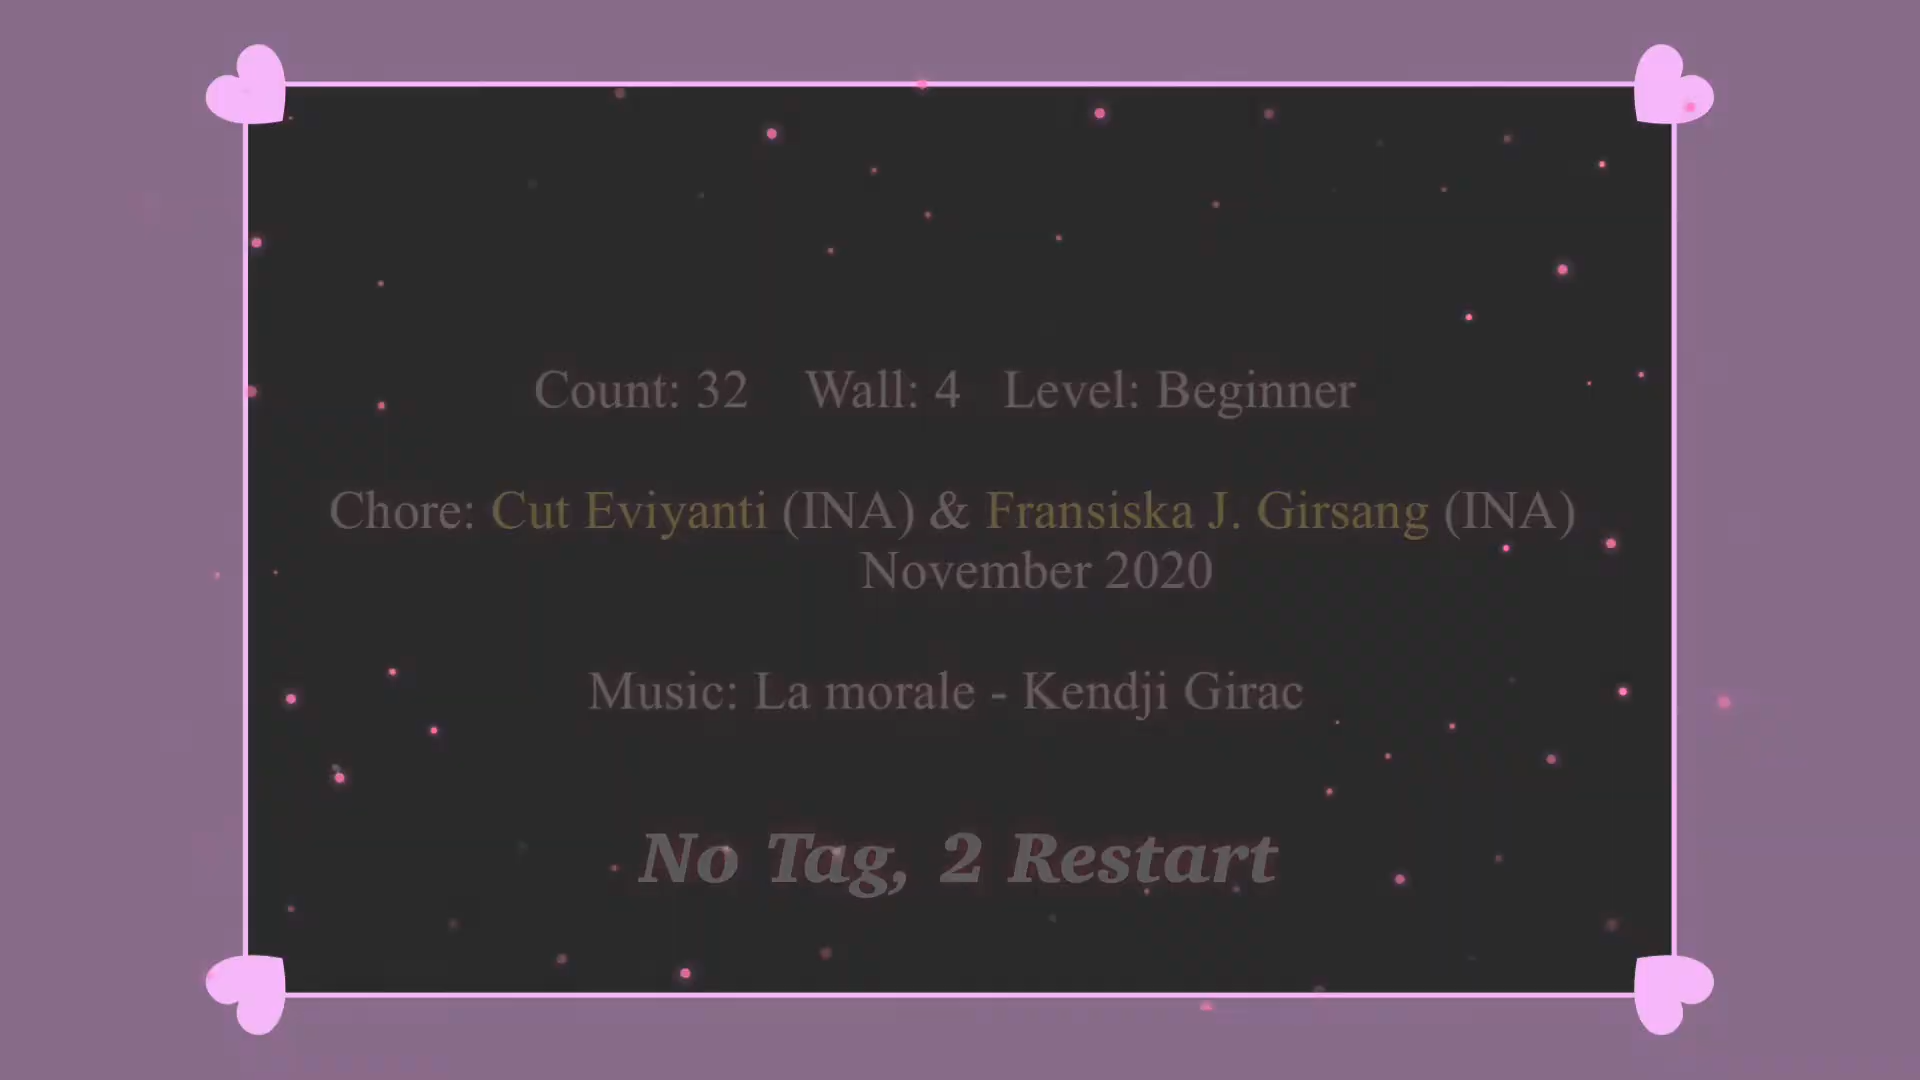 Count: 32 Wall: 4 Level: Beginner
Chore: Cut Eviyanti (INA) & Fransiska J. Girsang (INA)
November 2020
Music: La morale - Kendji Girac
No Tag, 2 Restart